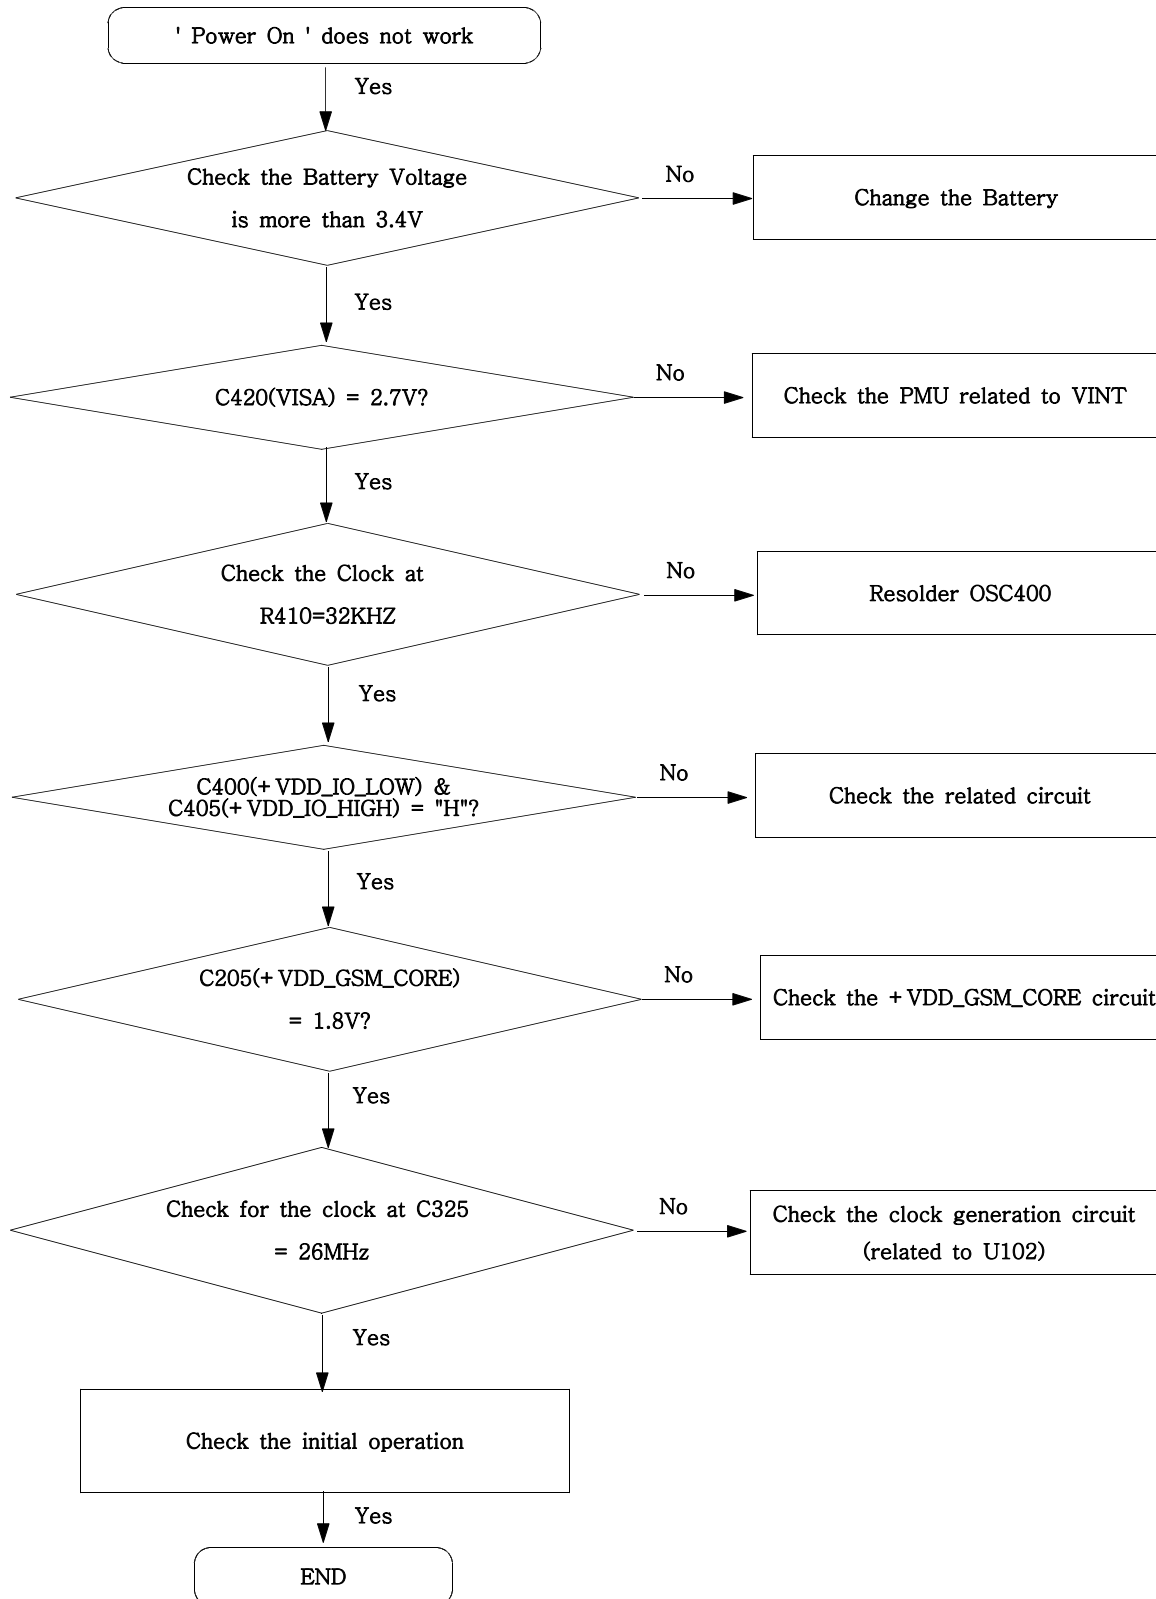 ' Power On ' does not work
Yes
Check the Battery Voltage
is more than 3.4V
No
Change the Battery
Yes
C420(VISA) = 2.7V?
No
Check the PMU related to VINT
Yes
Check the Clock at
R410=32KHZ
No
Resolder OSC400
Yes
C400(+VDD_IO_LOW) &
C405(+VDD_IO_HIGH) = "H"?
No
Check the related circuit
Yes
C205(+VDD_GSM_CORE)
= 1.8V?
No
Check the +VDD_GSM_CORE circuit
Yes
Check for the clock at C325
= 26MHz
No
Check the clock generation circuit
(related to U102)
Yes
Check the initial operation
Yes
END